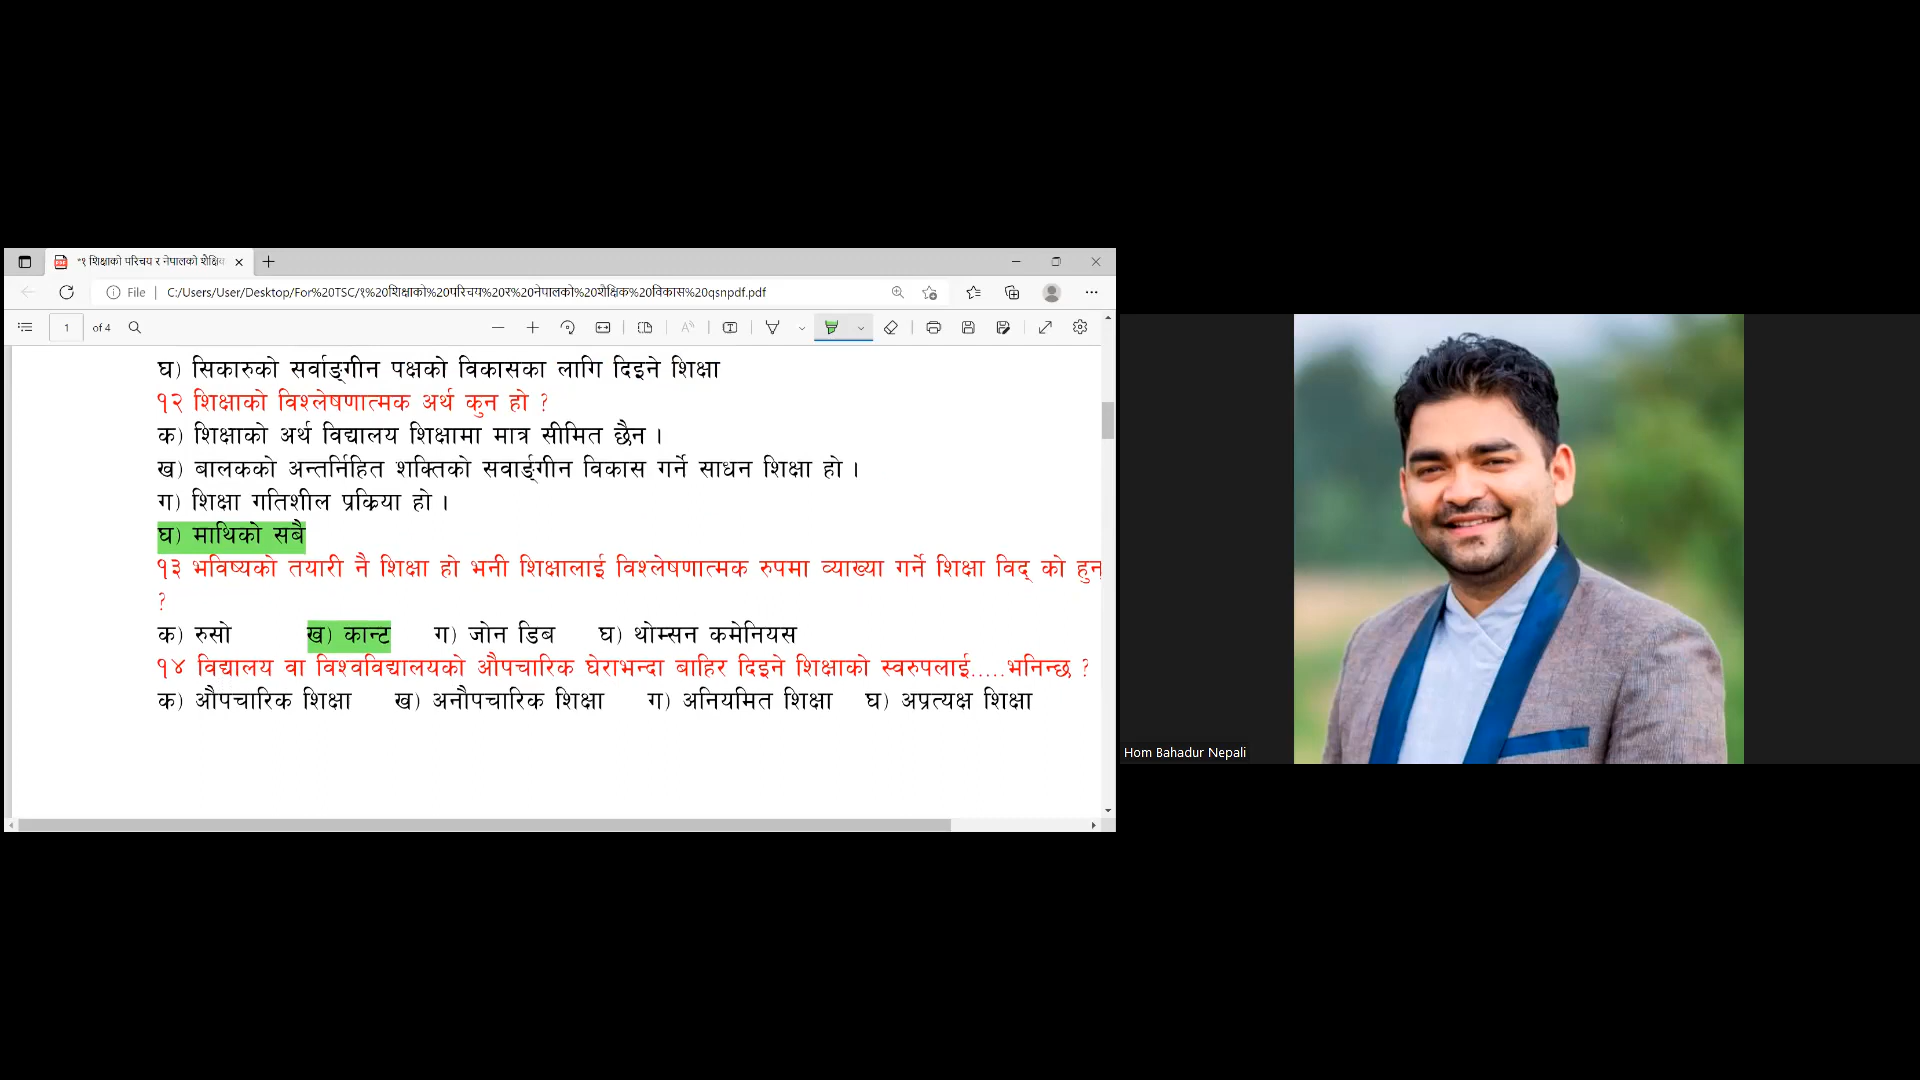 *१ शिक्षाको परिचय र नेपालको शैक्षिक
File
C:/Users/User/Desktop/For%20TSC/१%20शिक्षाको%20परिचय%20र%20नेपालको%20शैक्षिक%20विकास%20qsnpdf.pdf
1 of 4
घ) सिकारुको सर्वाङ्गीन पक्षको विकासका लागि दिइने शिक्षा
१२ शिक्षाको विश्लेषणात्मक अर्थ कुन हो ?
क) शिक्षाको अर्थ विद्यालय शिक्षामा मात्र सीमित छैन ।
ख) बालकको अन्तर्निहित शक्तिको सवार्ङ्गीन विकास गर्ने साधन शिक्षा हो ।
ग) शिक्षा गतिशील प्रक्रिया हो ।
घ) माथिको सबै
१३ भविष्यको तयारी नै शिक्षा हो भनी शिक्षालाई विश्लेषणात्मक रुपमा व्याख्या गर्ने शिक्षा विद् को हुन्
?
क) रुसो ख) कान्ट ग) जोन डिब घ) थोम्सन कमेनियस
१४ विद्यालय वा विश्वविद्यालयको औपचारिक घेराभन्दा बाहिर दिइने शिक्षाको स्वरुपलाई.....भनिन्छ ?
क) औपचारिक शिक्षा ख) अनौपचारिक शिक्षा ग) अनियमित शिक्षा घ) अप्रत्यक्ष शिक्षा
Hom Bahadur Nepali